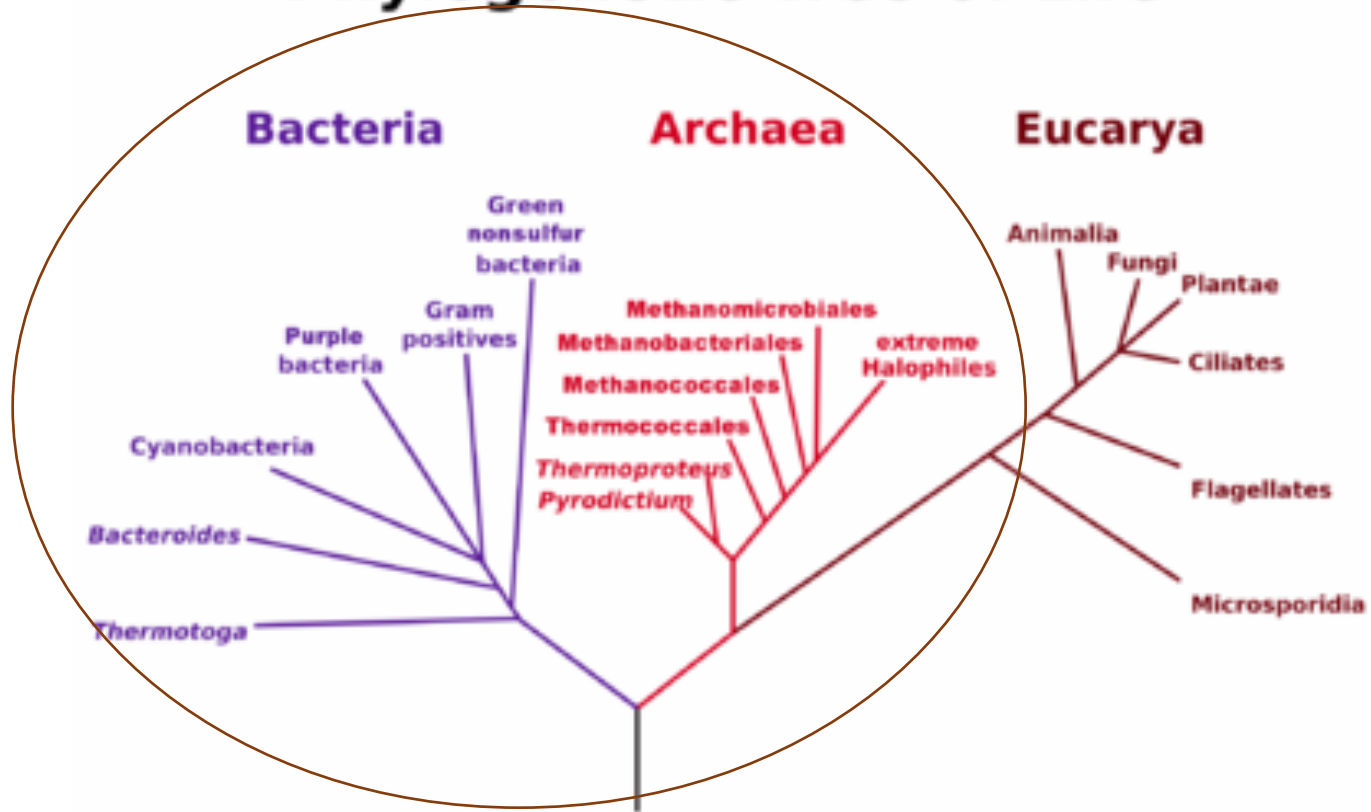 Bacteria
Archaea
Eucarya
Green
nonsulfur
bacteria
Gram
positives
Purple
bacteria
Cyanobacteria
Bacteroides
Thermotoga
Methanomicrobiales
Methanobacteriales
Methanococcales
Thermococcales
Thermoproteus
Pyrodictium
extreme
Halophiles
Animalia
Fungi
Plantae
Ciliates
Flagellates
Microsporidia